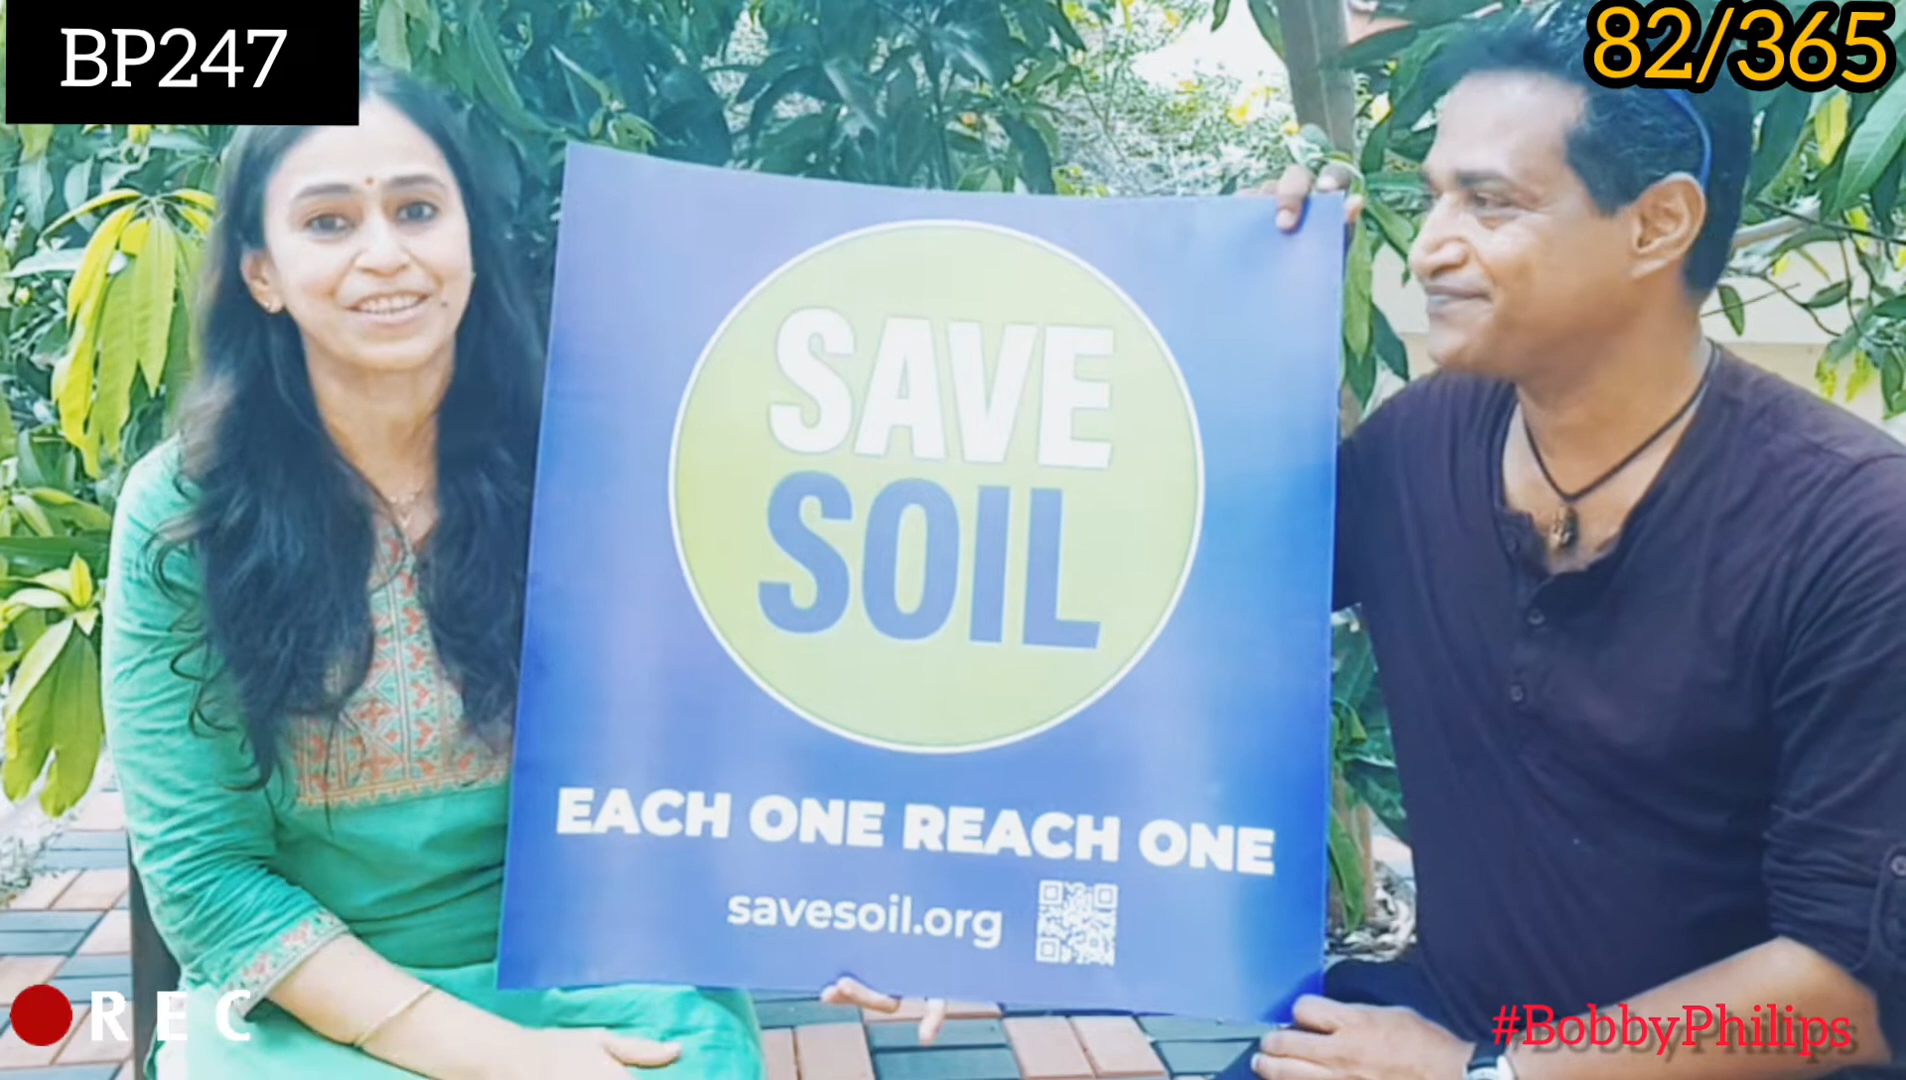 BP247
82/365
SAVE
SOIL
EACH ONE REACH ONE
savesoil.org
REC
#BobbyPhilips